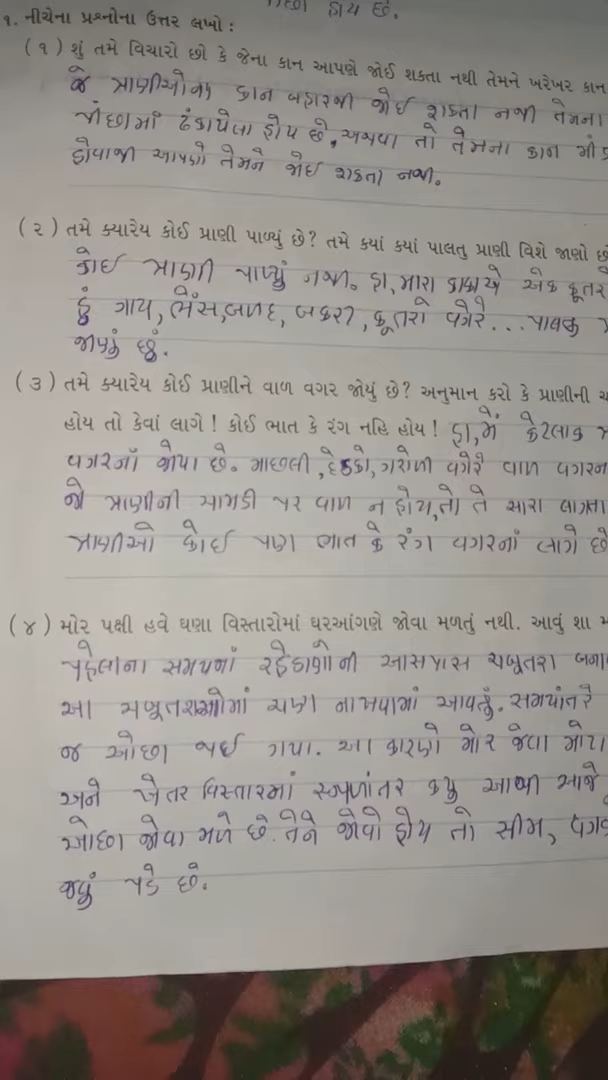 હોય છે.
૧. નીચેના પ્રશ્નોના ઉત્તર લખો :
(૧) શું તમે વિચારો છો કે જેના કાન આપણે જોઈ શકતા નથી તેમને ખરેખર કાન
જે પ્રાણીઓના કાન બહારથી જોઈ શકતા નથી તેમના
પીંછામાં ઢંકાયેલા હોય છે, અથવા તો તેમના કાન
હોવાથી આપણે તેમને જોઈ શકતા નથી.
(૨) તમે ક્યારેય કોઈ પ્રાણી પાળ્યું છે? તમે ક્યાં ક્યાં પાલતુ પ્રાણી વિશે જાણો છો
કોઈ પ્રાણી પાળ્યું નથી. હા, મારા કાકાએ એક કૂતર
હું ગાય, ભેંસ, બળદ, બકરી, કૂતરો વગેરે... પાલતુ
જાણું છું.
(૩) તમે ક્યારેય કોઈ પ્રાણીને વાળ વગર જોયું છે? અનુમાન કરો કે પ્રાણીની ચ
હોય તો કેવાં લાગે! કોઈ ભાત કે રંગ નહિ હોય! હા, મેં કેટલાક
વગરનાં જોયા છે. માછલી, દેડકો, ગરોળી વગેરે વાળ વગરન
જો પ્રાણીની ચામડી પર વાળ ન હોય, તો તે સારા લાગતા
પ્રાણીઓ કોઈ પણ ભાત કે રંગ વગરનાં લાગે છે
(૪) મોર પક્ષી હવે ઘણા વિસ્તારોમાં ઘરઆંગણે જોવા મળતું નથી. આવું શા મ
પહેલાના સમયમાં રહેઠાણોની આસપાસ ચબૂતરા બના
આ ચબૂતરાઓમાં ચણ નાખવામાં આવતું. સમયાંતરે
જ ઓછા થઈ ગયા. આ કારણે મોર જેવા મોટા
અને ખેતર વિસ્તારમાં સ્થળાંતર કર્યુ આથી આજે
ઓછા જોવા મળે છે. તેને જોવો હોય તો સીમ, વગડ
જવું પડે છે.